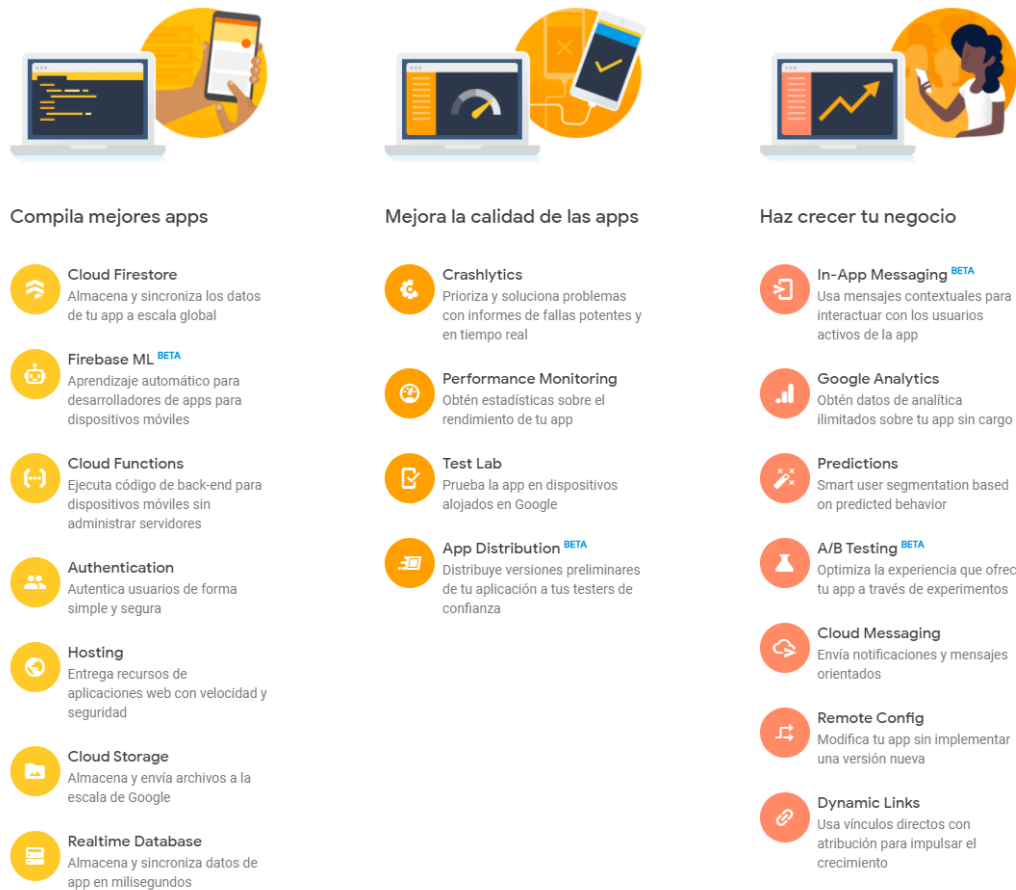 Compila mejores apps
Cloud Firestore
Almacena y sincroniza los datos
de tu app a escala global
Firebase ML BETA
Aprendizaje automático para
desarrolladores de apps para
dispositivos móviles
Cloud Functions
Ejecuta código de back-end para
dispositivos móviles sin
administrar servidores
Authentication
Autentica usuarios de forma
simple y segura
Hosting
Entrega recursos de
aplicaciones web con velocidad y
seguridad
Cloud Storage
Almacena y envía archivos a la
escala de Google
Realtime Database
Almacena y sincroniza datos de
app en milisegundos
Mejora la calidad de las apps
Crashlytics
Prioriza y soluciona problemas
con informes de fallas potentes y
en tiempo real
Performance Monitoring
Obtén estadísticas sobre el
rendimiento de tu app
Test Lab
Prueba la app en dispositivos
alojados en Google
App Distribution BETA
Distribuye versiones preliminares
de tu aplicación a tus testers de
confianza
Haz crecer tu negocio
In-App Messaging BETA
Usa mensajes contextuales para
interactuar con los usuarios
activos de la app
Google Analytics
Obtén datos de analítica
ilimitados sobre tu app sin cargo
Predictions
Smart user segmentation based
on predicted behavior
A/B Testing BETA
Optimiza la experiencia que ofrec
tu app a través de experimentos
Cloud Messaging
Envía notificaciones y mensajes
orientados
Remote Config
Modifica tu app sin implementar
una versión nueva
Dynamic Links
Usa vínculos directos con
atribución para impulsar el
crecimiento